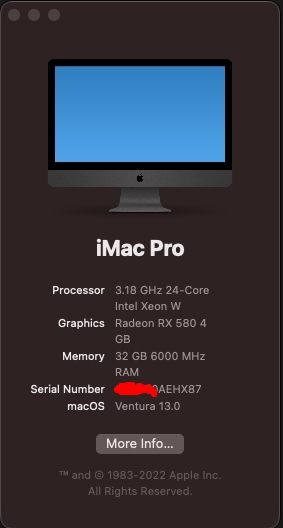 iMac Pro
Processor 3.18 GHz 24-Core
Intel Xeon W
Graphics Radeon RX 580 4
GB
Memory 32 GB 6000 MHz
RAM
Serial Number AEHX87
macOS Ventura 13.0
More Info...
™ and © 1983-2022 Apple Inc.
All Rights Reserved.